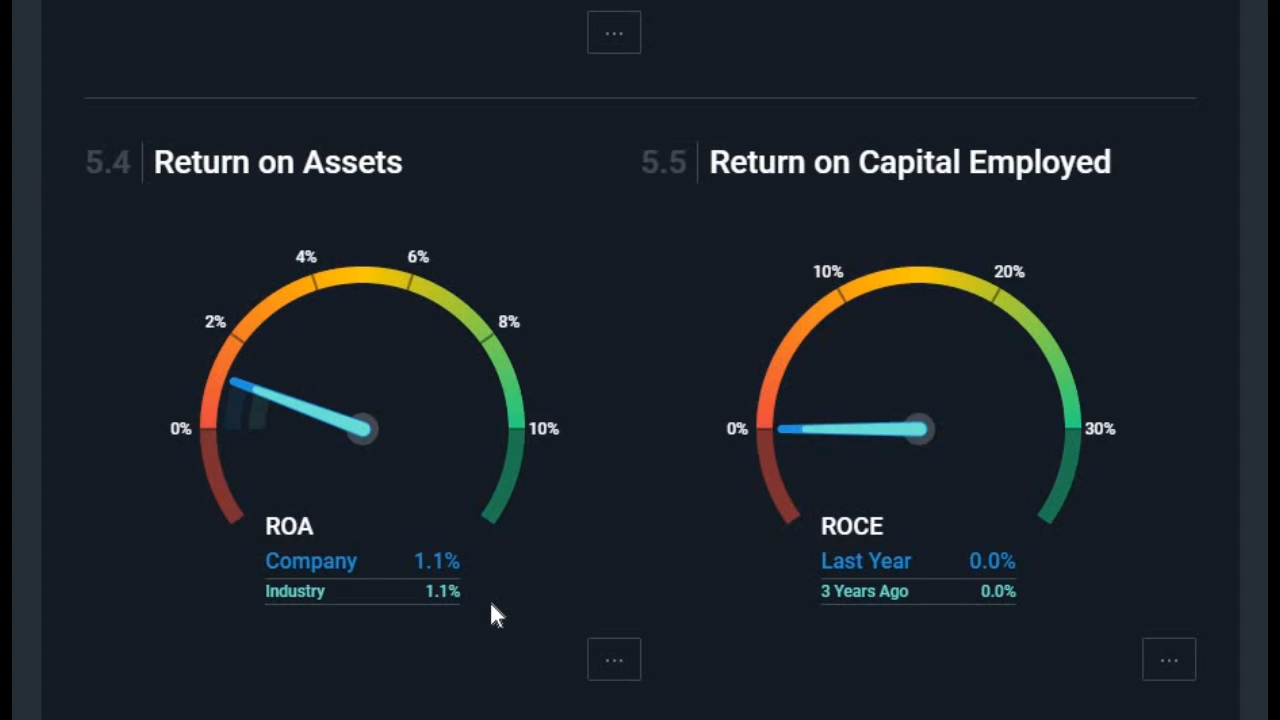 ...
5.4 Return on Assets
5.5 Return on Capital Employed
4% 6%
2% 8%
0% 10%
ROA
Company 1.1%
Industry 1.1%
10% 20%
0% 30%
ROCE
Last Year 0.0%
3 Years Ago 0.0%
...
...